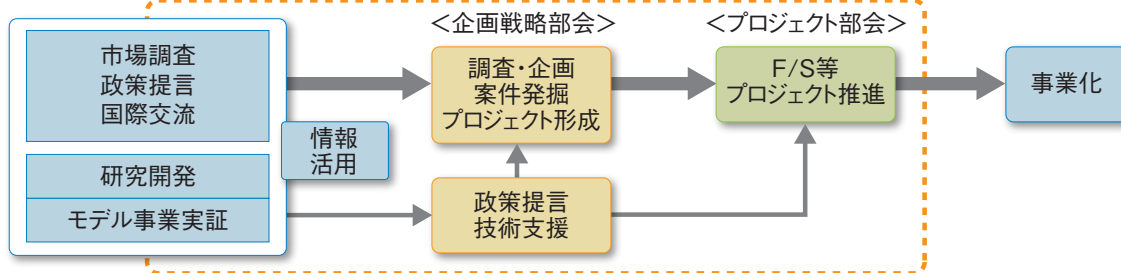 ＜企画戦略部会＞
＜プロジェクト部会＞
市場調査
政策提言
国際交流
情報
活用
研究開発
モデル事業実証
調査・企画
案件発掘
プロジェクト形成
政策提言
技術支援
F/S等
プロジェクト推進
事業化